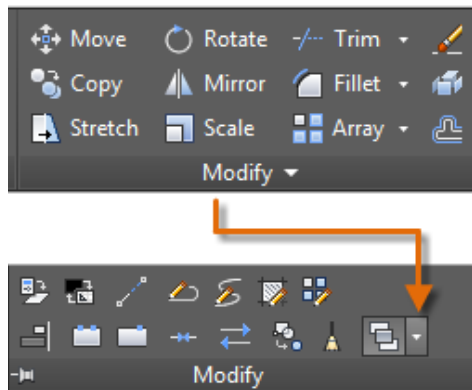 Move Rotate Trim
Copy Mirror Fillet
Stretch Scale Array
Modify
Modify